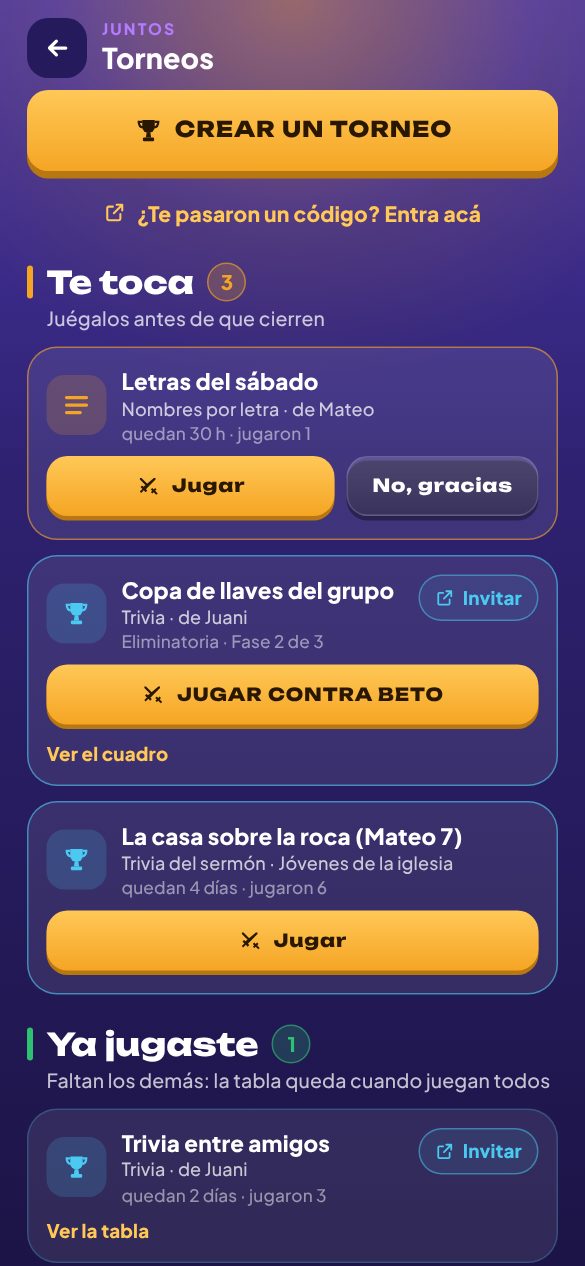 JUNTOS
Torneos
CREAR UN TORNEO
¿Te pasaron un código? Entra acá
Te toca 3
Juégalos antes de que cierren
Letras del sábado
Nombres por letra · de Mateo
quedan 30 h · jugaron 1
Jugar
No, gracias
Copa de llaves del grupo
Invitar
Trivia · de Juani
Eliminatoria · Fase 2 de 3
JUGAR CONTRA BETO
Ver el cuadro
La casa sobre la roca (Mateo 7)
Trivia del sermón · Jóvenes de la iglesia
quedan 4 días · jugaron 6
Jugar
Ya jugaste 1
Faltan los demás: la tabla queda cuando juegan todos
Trivia entre amigos
Invitar
Trivia · de Juani
quedan 2 días · jugaron 3
Ver la tabla